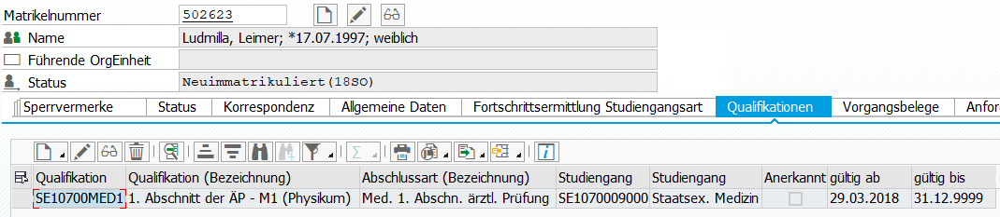 Matrikelnummer 502623
Name Ludmilla, Leimer; *17.07.1997; weiblich
Führende OrgEinheit
Status Neuimmatrikuliert(18SO)
Sperrvermerke Status Korrespondenz Allgemeine Daten Fortschrittsermittlung Studiengangsart Qualifikationen Vorgangsbelege Anfor
Qualifikation Qualifikation (Bezeichnung) Abschlussart (Bezeichnung) Studiengang Studiengang Anerkannt gültig ab gültig bis
SE10700MED1 1. Abschnitt der ÄP - M1 (Physikum) Med. 1. Abschn. ärztl. Prüfung SE1070009000 Staatsex. Medizin 29.03.2018 31.12.9999